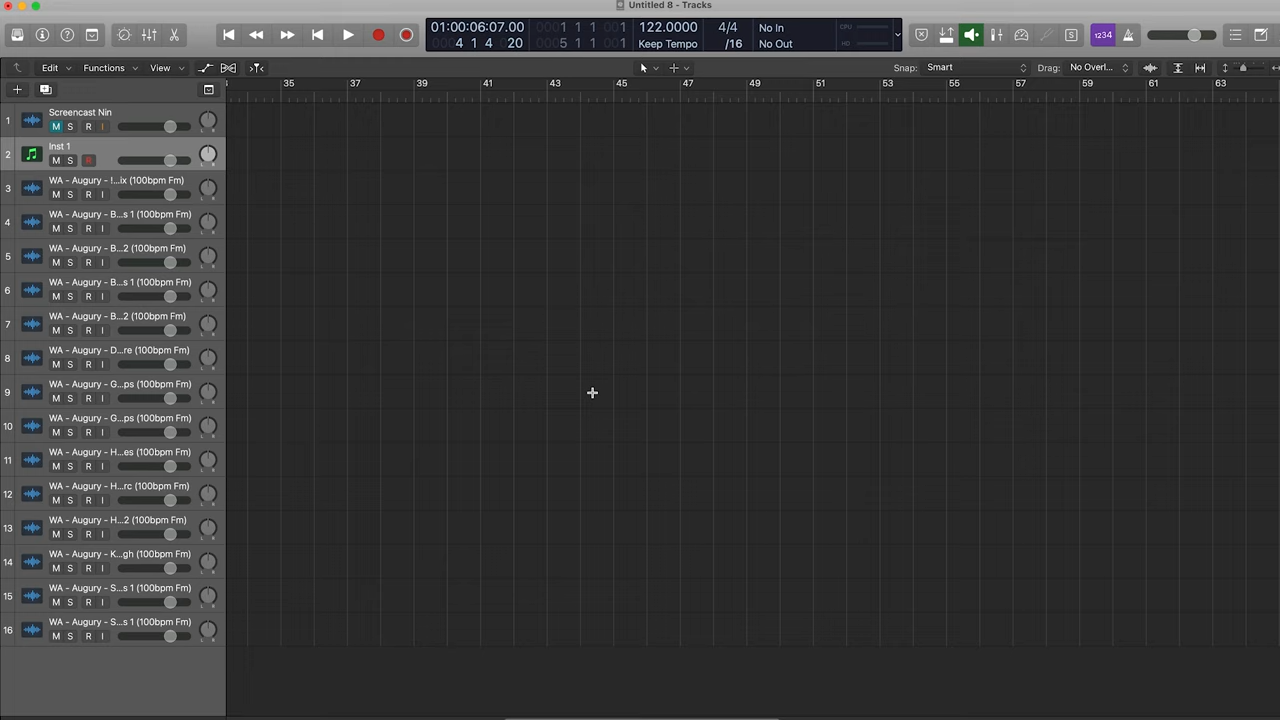 Untitled 8 - Tracks
01:00:06:07.00
4 1 4 20
0001 1 1 001
0005 1 1 1
122.0000
Keep Tempo
4/4
/16
No In
No Out
CPU
HD
1234
Edit
Functions
View
Snap:
Smart
Drag:
No Overl...
35
37
39
41
43
45
47
49
51
53
55
57
59
61
63
1
Screencast Nin
M S R I
2
Inst 1
M S R
3
WA - Augury - !...ix (100bpm Fm)
M S R I
4
WA - Augury - B...s 1 (100bpm Fm)
M S R I
5
WA - Augury - B...2 (100bpm Fm)
M S R I
6
WA - Augury - B...s 1 (100bpm Fm)
M S R I
7
WA - Augury - B...2 (100bpm Fm)
M S R I
8
WA - Augury - D...re (100bpm Fm)
M S R I
9
WA - Augury - G...ps (100bpm Fm)
M S R I
10
WA - Augury - G...ps (100bpm Fm)
M S R I
11
WA - Augury - H...es (100bpm Fm)
M S R I
12
WA - Augury - H...rc (100bpm Fm)
M S R I
13
WA - Augury - H...2 (100bpm Fm)
M S R I
14
WA - Augury - K...gh (100bpm Fm)
M S R I
15
WA - Augury - S...s 1 (100bpm Fm)
M S R I
16
WA - Augury - S...s 1 (100bpm Fm)
M S R I